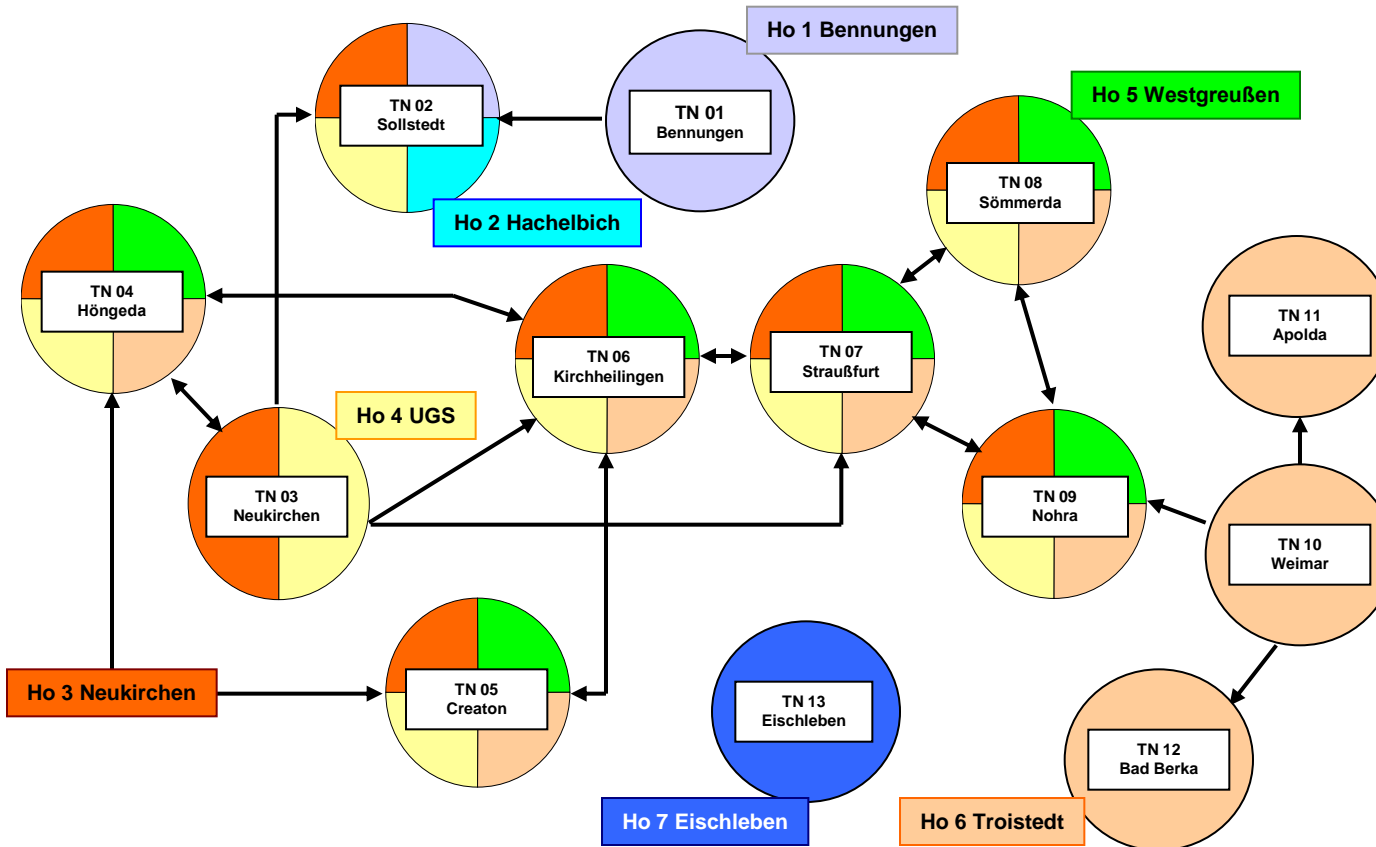 Ho 1 Bennungen
TN 02
Sollstedt
TN 01
Bennungen
Ho 5 Westgreußen
TN 08
Sömmerda
Ho 2 Hachelbich
TN 04
Höngeda
TN 06
Kirchheilingen
TN 07
Straußfurt
TN 11
Apolda
Ho 4 UGS
TN 03
Neukirchen
TN 09
Nohra
TN 10
Weimar
Ho 3 Neukirchen
TN 05
Creaton
TN 13
Eischleben
TN 12
Bad Berka
Ho 7 Eischleben
Ho 6 Troistedt